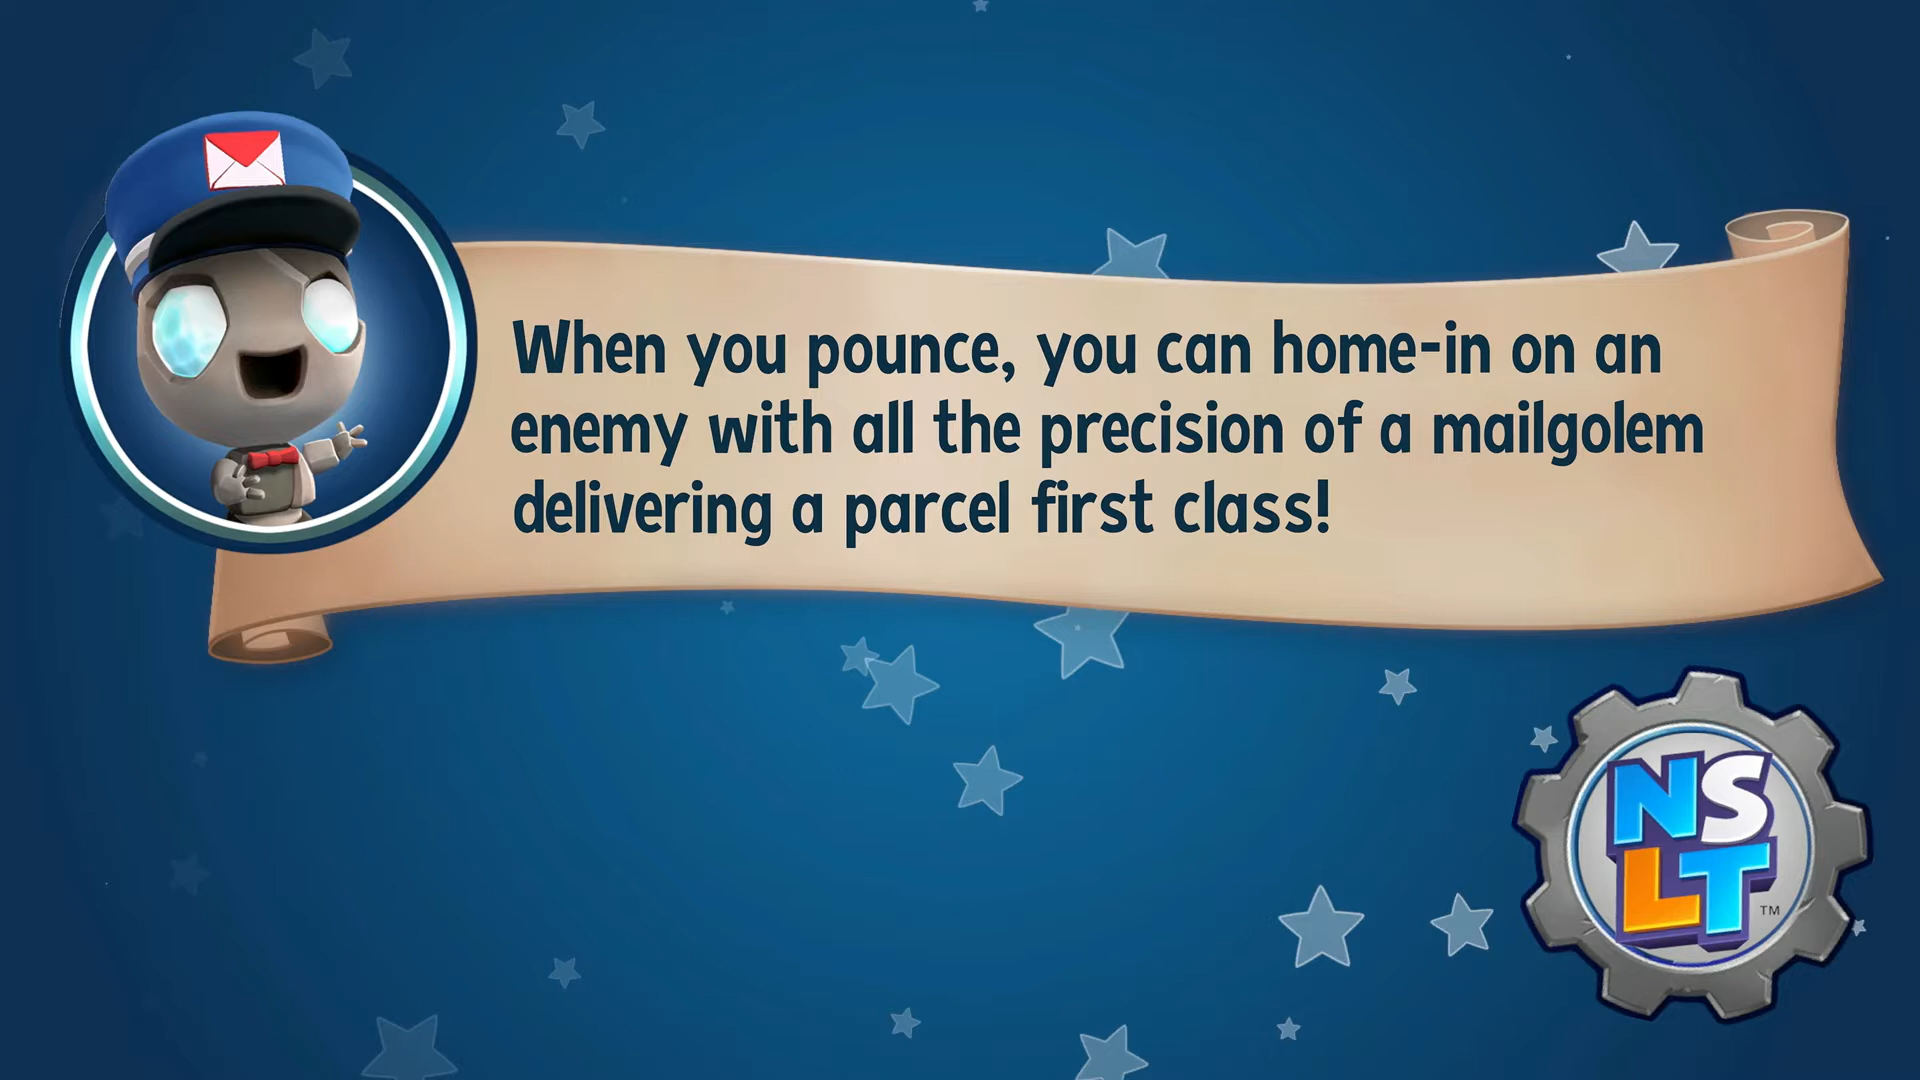 When you pounce, you can home-in on an
enemy with all the precision of a mailgolem
delivering a parcel first class!
NS
LT
TM